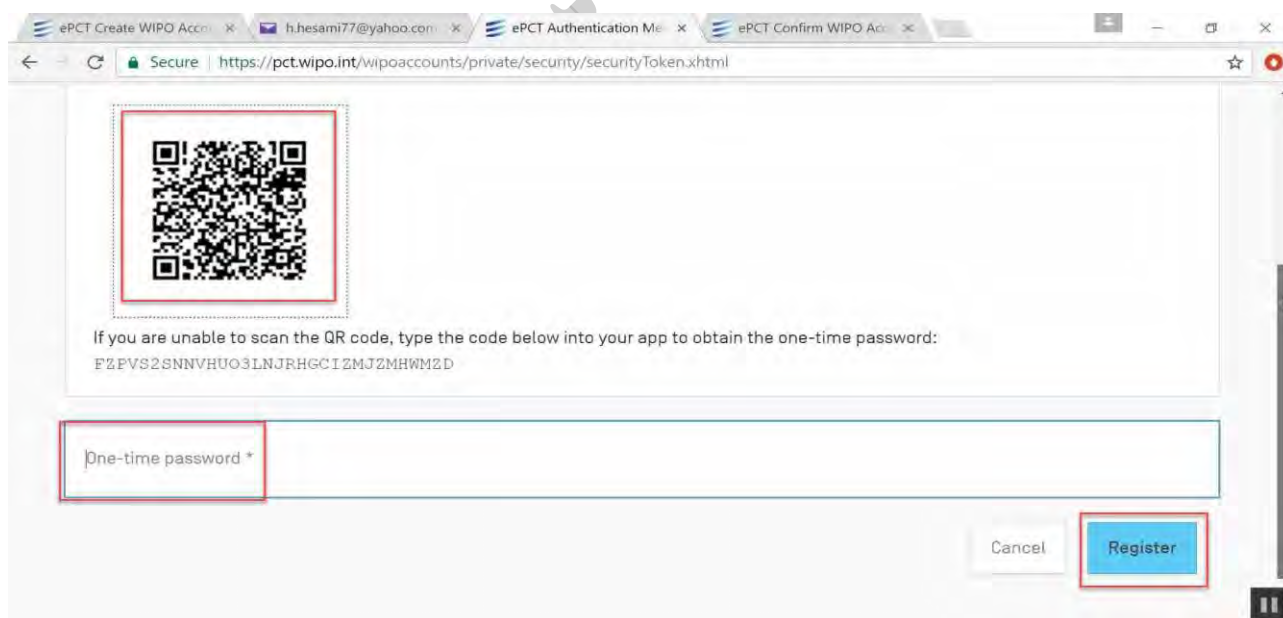 ePCT Create WIPO Acco
h.hesami77@yahoo.com
ePCT Authentication Me
ePCT Confirm WIPO Acc
Secure
https://pct.wipo.int/wipoaccounts/private/security/securityToken.xhtml
If you are unable to scan the QR code, type the code below into your app to obtain the one-time password:
FZPVS2SNNVHUO3LNJRHGCIZMJZMHWMZD
One-time password *
Cancel
Register